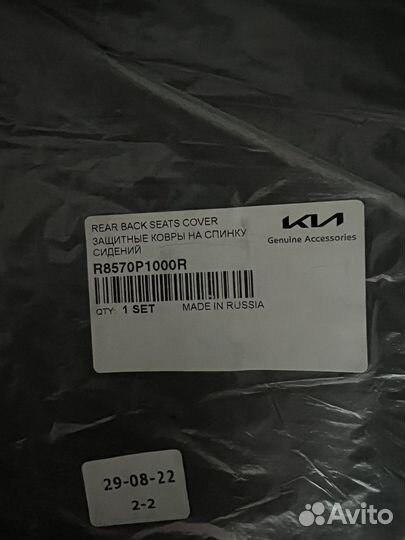 REAR BACK SEATS COVER
ЗАЩИТНЫЕ КОВРЫ НА СПИНКУ
СИДЕНИЙ
R8570P1000R
QTY: 1 SET MADE IN RUSSIA
KIA
Genuine Accessories
29-08-22
2-2
Avito